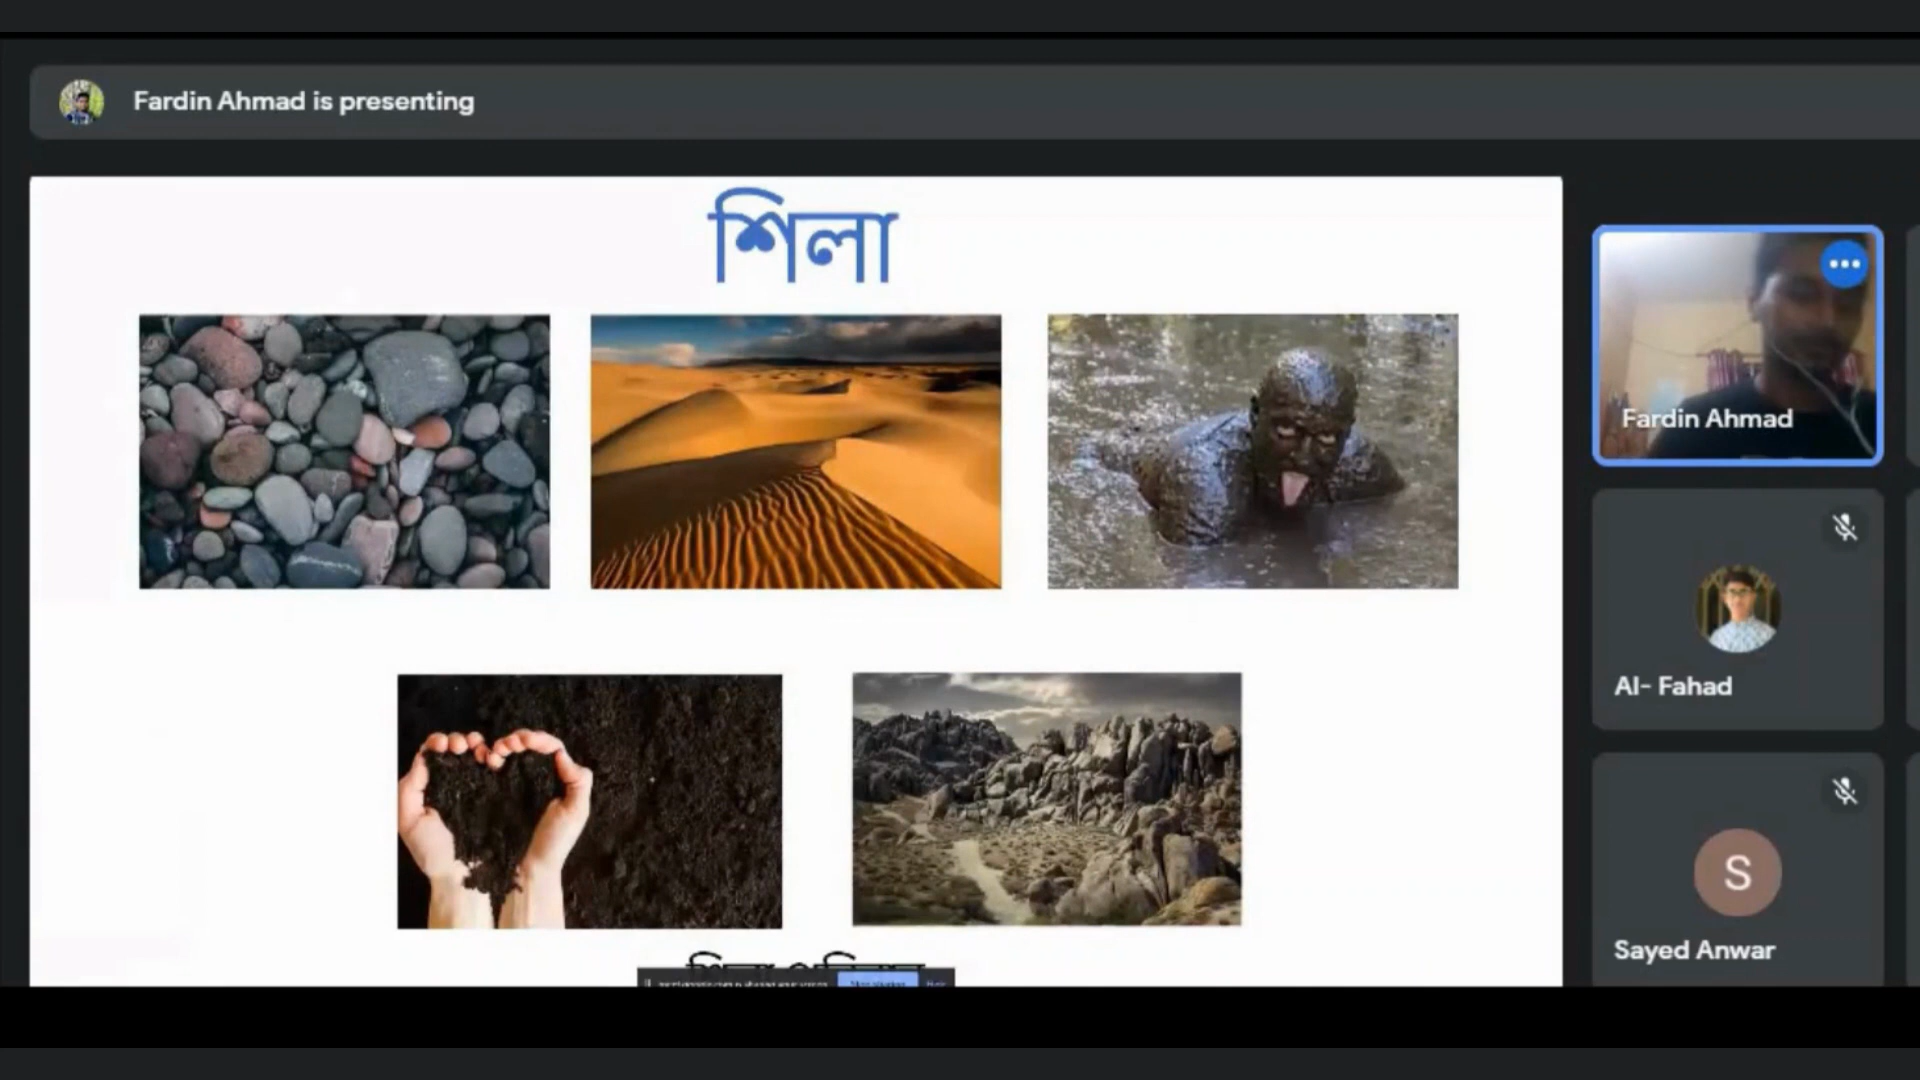 Fardin Ahmad is presenting
শিলা
Fardin Ahmad
Al- Fahad
S
Sayed Anwar